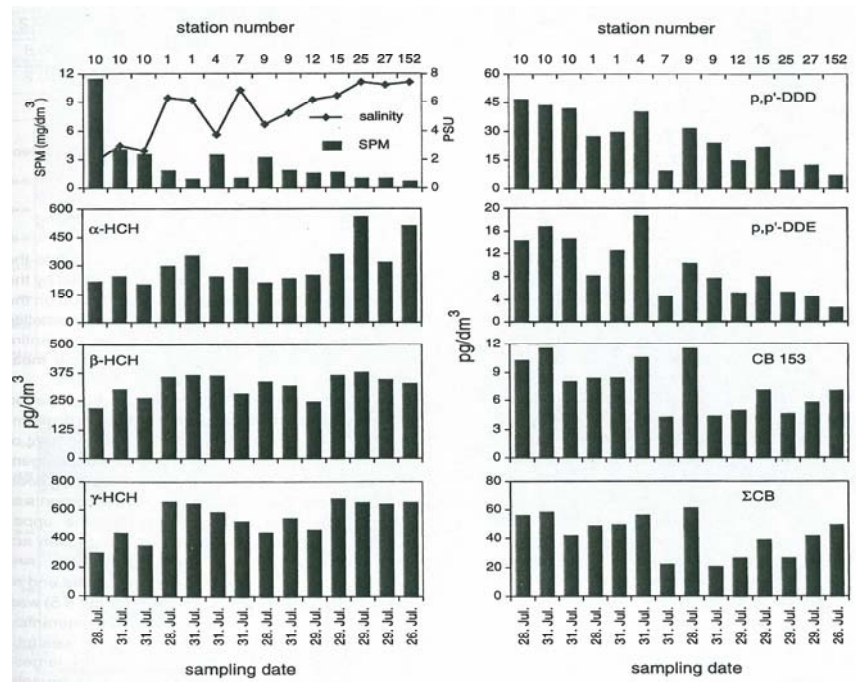 station number
10 10 10 1 1 4 7 9 9 12 15 25 27 152
12
9
6
3
0
SPM (mg/dm³)
salinity
SPM
8
6
4
2
0
PSU
α-HCH
600
450
300
150
0
β-HCH
500
375
250
125
0
pg/dm³
γ-HCH
800
600
400
200
0
28. Jul.
31. Jul.
31. Jul.
28. Jul.
31. Jul.
31. Jul.
31. Jul.
28. Jul.
31. Jul.
29. Jul.
29. Jul.
29. Jul.
29. Jul.
26. Jul.
sampling date
station number
10 10 10 1 1 4 7 9 9 12 15 25 27 152
p,p'-DDD
60
45
30
15
0
p,p'-DDE
20
16
12
8
4
0
pg/dm³
CB 153
12
9
6
3
0
ΣCB
80
60
40
20
0
28. Jul.
31. Jul.
31. Jul.
28. Jul.
31. Jul.
31. Jul.
31. Jul.
28. Jul.
31. Jul.
29. Jul.
29. Jul.
29. Jul.
29. Jul.
26. Jul.
sampling date